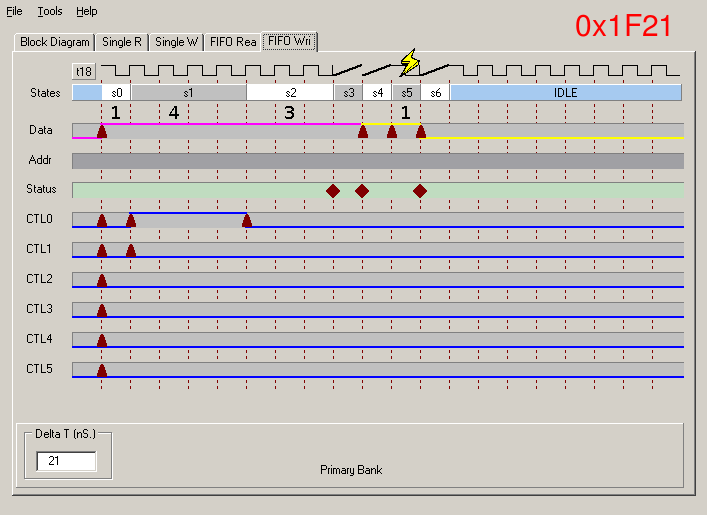 File Tools Help
0x1F21
Block Diagram Single R Single W FIFO Rea FIFO Wri
t18
States s0 s1 s2 s3 s4 s5 s6 IDLE
1 4 3 1
Data
Addr
Status
CTL0
CTL1
CTL2
CTL3
CTL4
CTL5
Delta T (nS.)
21
Primary Bank